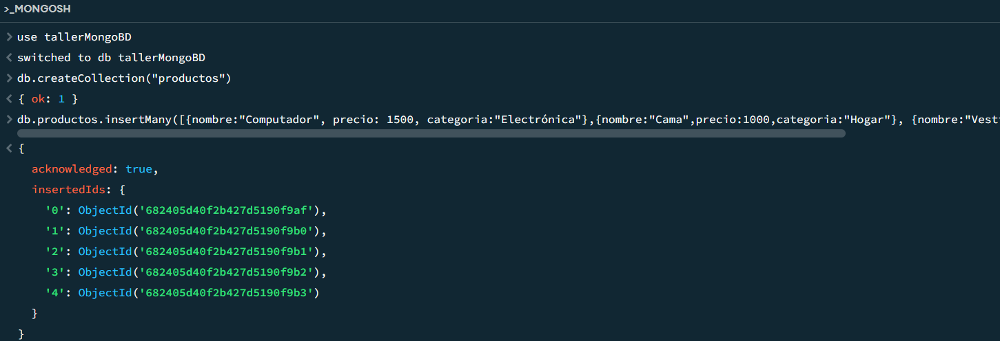 >_MONGOSH
> use tallerMongoBD
< switched to db tallerMongoBD
> db.createCollection("productos")
< { ok: 1 }
> db.productos.insertMany([{nombre:"Computador", precio: 1500, categoria:"Electrónica"},{nombre:"Cama",precio:1000,categoria:"Hogar"}, {nombre:"Vest
< {
acknowledged: true,
insertedIds: {
'0': ObjectId('682405d40f2b427d5190f9af'),
'1': ObjectId('682405d40f2b427d5190f9b0'),
'2': ObjectId('682405d40f2b427d5190f9b1'),
'3': ObjectId('682405d40f2b427d5190f9b2'),
'4': ObjectId('682405d40f2b427d5190f9b3')
}
}